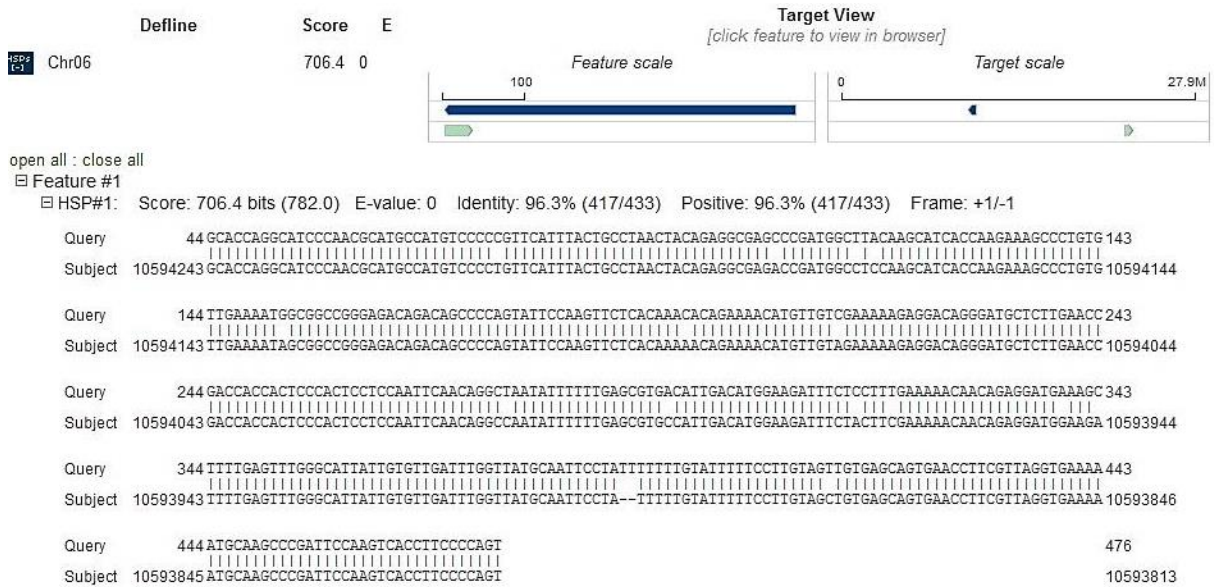 Defline Score E Target View
[click feature to view in browser]
HSPs [-] Chr06 706.4 0 Feature scale Target scale
100 0 27.9M
open all : close all
Feature #1
HSP#1: Score: 706.4 bits (782.0) E-value: 0 Identity: 96.3% (417/433) Positive: 96.3% (417/433) Frame: +1/-1
Query 44 GCACCAGGCATCCCAACGCATGCCATGTCCCCCGTTCATTTACTGCCTAACTACAGAGGCGAGCCCGATGGCTTACAAGCATCACCAAGAAAGCCCTGTG 143
Subject 10594243 GCACCAGGCATCCCAACGCATGCCATGTCCCCTGTTCATTTACTGCCTAACTACAGAGGCGAGACCGATGGCCTCCAAGCATCACCAAGAAAGCCCTGTG 10594144
Query 144 TTGAAAATGGCGGCCGGGAGACAGACAGCCCCAGTATTCCAAGTTCTCACAAACACAGAAAACATGTTGTCGAAAAAGAGGACAGGGATGCTCTTGAACC 243
Subject 10594143 TTGAAAATAGCGGCCGGGAGACAGACAGCCCCAGTATTCCAAGTTCTCACAAAAACAGAAAACATGTTGTAGAAAAAGAGGACAGGGATGCTCTTGAACC 10594044
Query 244 GACCACCACTCCCACTCCTCCAATTCAACAGGCTAATATTTTTTGAGCGTGACATTGACATGGAAGATTTCTCCTTTGAAAAACAACAGAGGATGAAAGC 343
Subject 10594043 GACCACCACTCCCACTCCTCCAATTCAACAGGCCAATATTTTTTGAGCGTGCCATTGACATGGAAGATTTCTACTTCGAAAAACAACAGAGGATGGAAGA 10593944
Query 344 TTTTGAGTTTGGGCATTATTGTGTTGATTTGGTTATGCAATTCCTATTTTTTTGTATTTTTCCTTGTAGTTGTGAGCAGTGAACCTTCGTTAGGTGAAAA 443
Subject 10593943 TTTTGAGTTTGGGCATTATTGTGTTGATTTGGTTATGCAATTCCTA--TTTTTGTATTTTTCCTTGTAGCTGTGAGCAGTGAACCTTCGTTAGGTGAAAA 10593846
Query 444 ATGCAAGCCCGATTCCAAGTCACCTTCCCCAGT 476
Subject 10593845 ATGCAAGCCCGATTCCAAGTCACCTTCCCCAGT 10593813